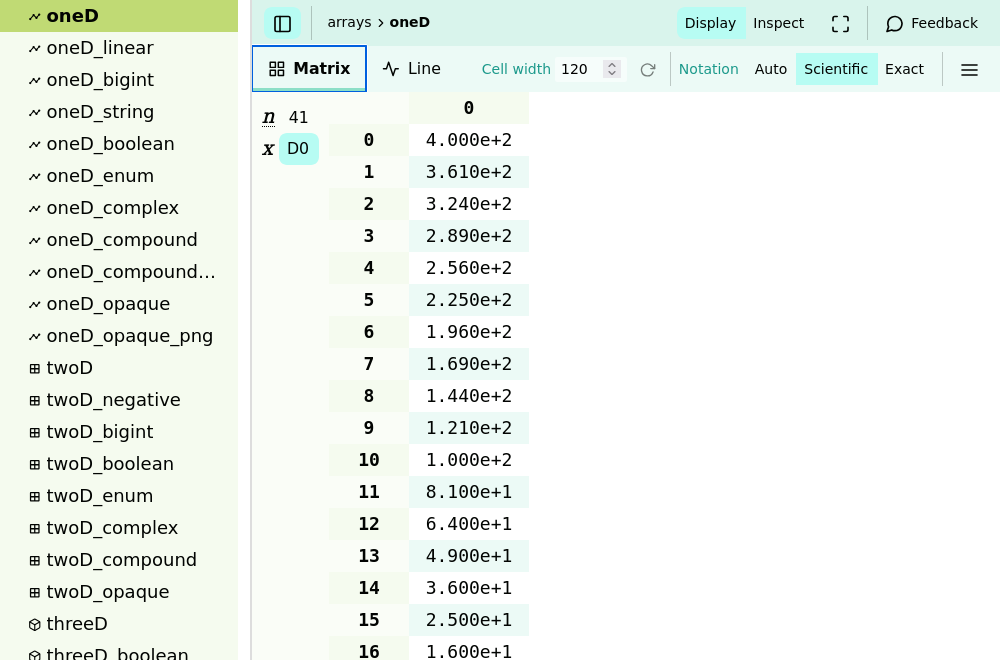 oneD
oneD_linear
oneD_bigint
oneD_string
oneD_boolean
oneD_enum
oneD_complex
oneD_compound
oneD_compound...
oneD_opaque
oneD_opaque_png
twoD
twoD_negative
twoD_bigint
twoD_boolean
twoD_enum
twoD_complex
twoD_compound
twoD_opaque
threeD
threeD_boolean
arrays > oneD
Display Inspect Feedback
Matrix Line Cell width 120 Notation Auto Scientific Exact
n 41
x D0
0
0 4.000e+2
1 3.610e+2
2 3.240e+2
3 2.890e+2
4 2.560e+2
5 2.250e+2
6 1.960e+2
7 1.690e+2
8 1.440e+2
9 1.210e+2
10 1.000e+2
11 8.100e+1
12 6.400e+1
13 4.900e+1
14 3.600e+1
15 2.500e+1
16 1.600e+1